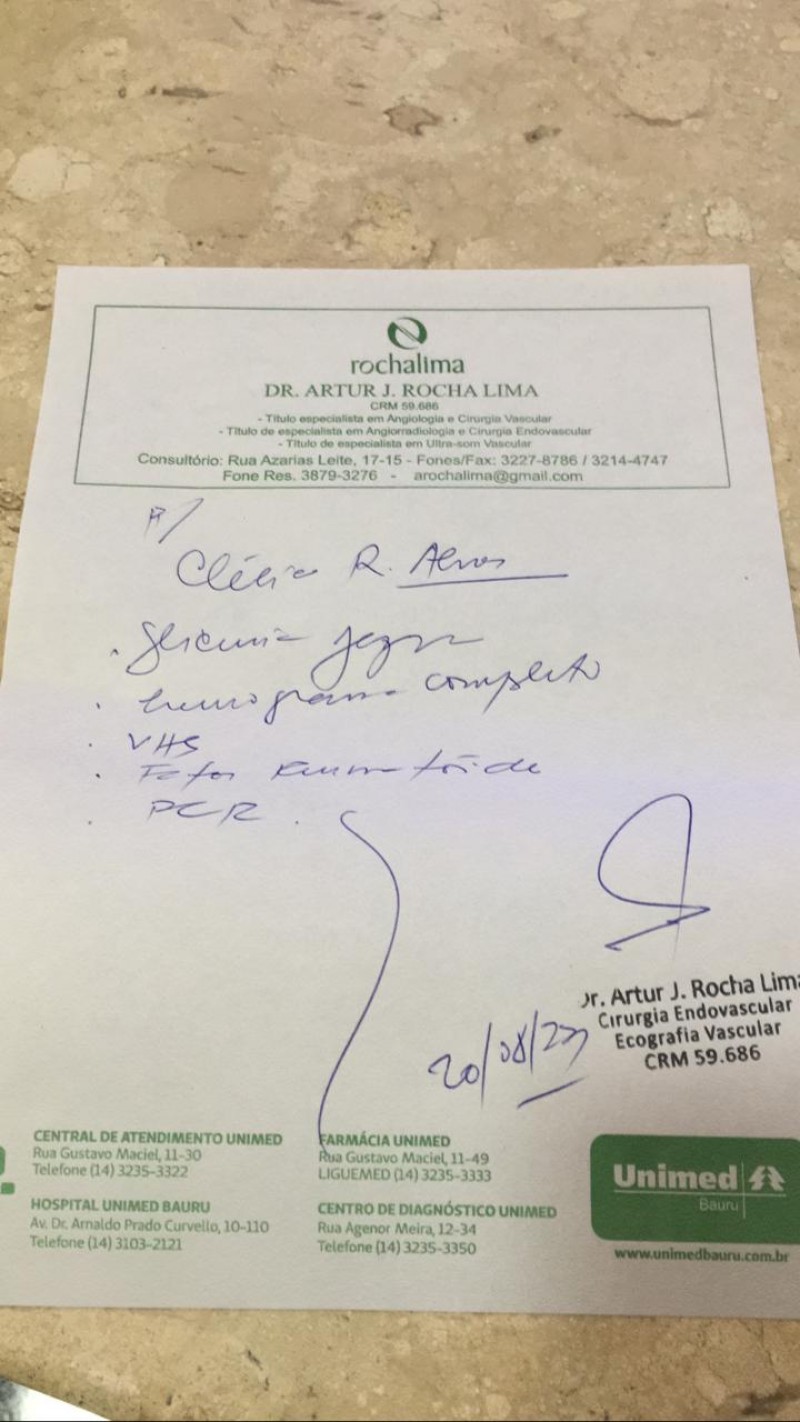 rochalima
DR. ARTUR J. ROCHA LIMA
CRM 59.686
- Título especialista em Angiologia e Cirurgia Vascular
- Título de especialista em Angiorradiologia e Cirurgia Endovascular
- Título de especialista em Ultra-som Vascular
Consultório: Rua Azarias Leite, 17-15 - Fones/Fax: 3227-8786 / 3214-4747
Fone Res. 3879-3276 - arochalima@gmail.com
P/
Clélia R. Alves
. Glicemia jejum
. hemograma completo
. VHS
. Fator Reumatóide
. PCR.
Dr. Artur J. Rocha Lima
Cirurgia Endovascular
Ecografia Vascular
CRM 59.686
20/08/
CENTRAL DE ATENDIMENTO UNIMED
Rua Gustavo Maciel, 11-30
Telefone (14) 3235-3322
HOSPITAL UNIMED BAURU
Av. Dr. Arnaldo Prado Curvello, 10-110
Telefone (14) 3103-2121
FARMÁCIA UNIMED
Rua Gustavo Maciel, 11-49
LIGUEMED (14) 3235-3333
CENTRO DE DIAGNÓSTICO UNIMED
Rua Agenor Meira, 12-34
Telefone (14) 3235-3350
Unimed
Bauru
www.unimedbauru.com.br